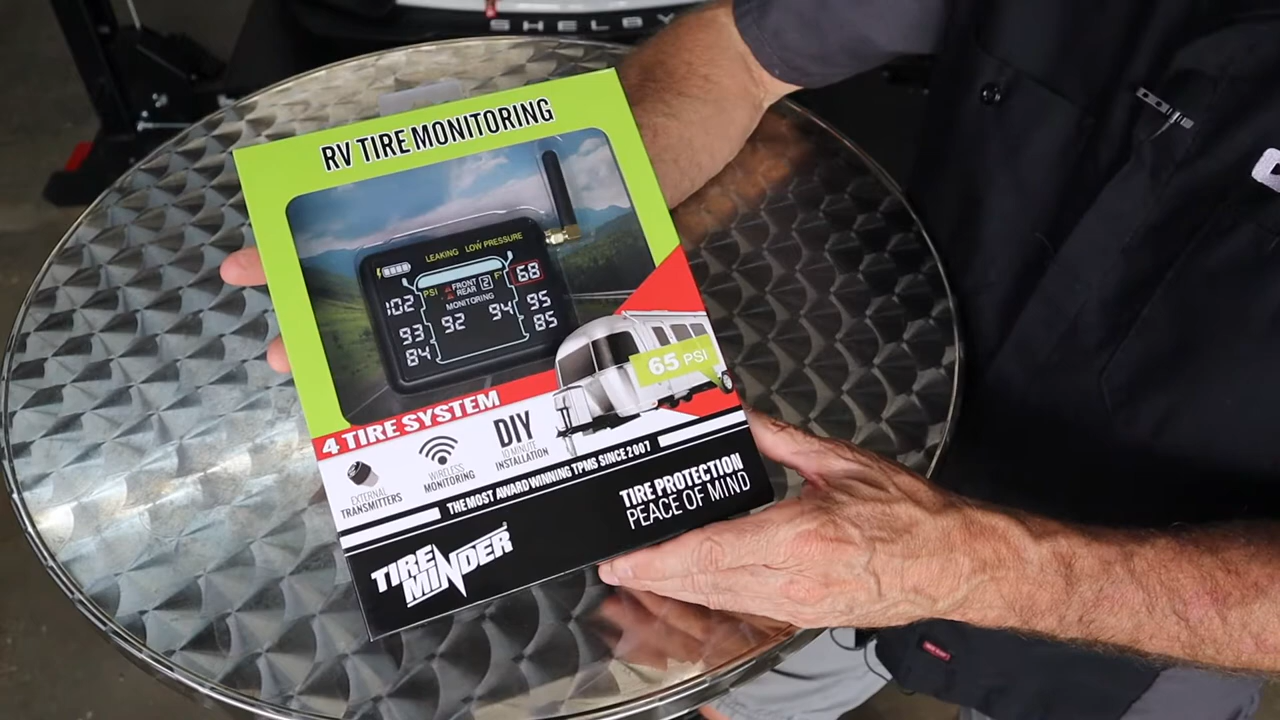 SHELBY
RV TIRE MONITORING
LEAKING LOW PRESSURE
PSI FRONT 2 F° 68
REAR
MONITORING
102 95
93 92 94 85
84
65 PSI
4 TIRE SYSTEM
EXTERNAL
TRANSMITTERS
WIRELESS
MONITORING
DIY
10 MINUTE
INSTALLATION
THE MOST AWARD WINNING TPMS SINCE 2007
TIRE PROTECTION
PEACE OF MIND
TIRE
MINDER